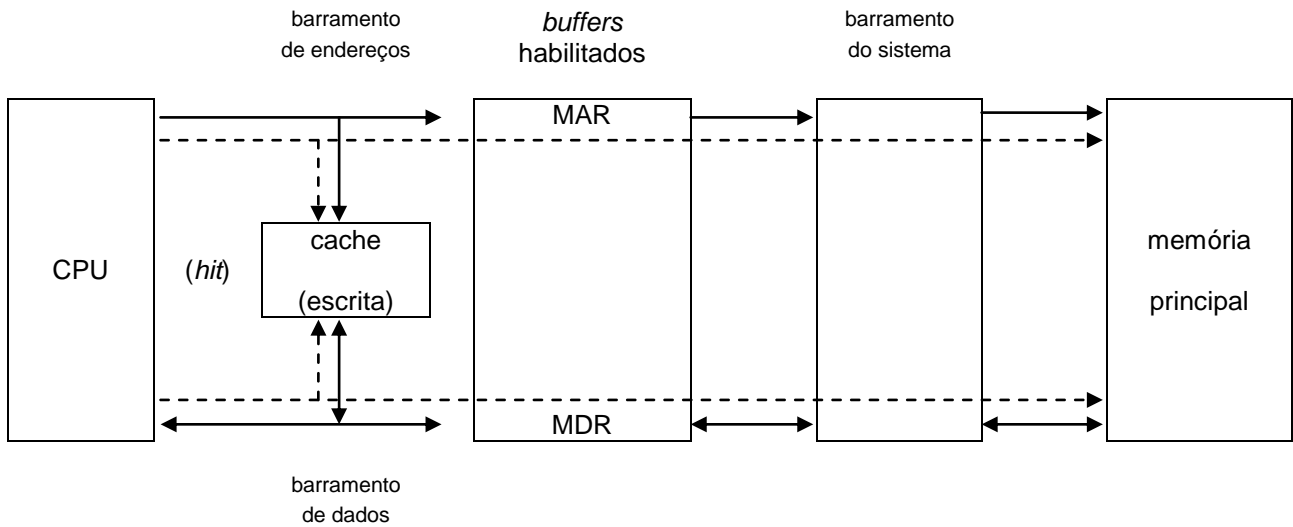 barramento
de endereços
buffers
habilitados
barramento
do sistema
MAR
CPU
(hit)
cache
(escrita)
memória
principal
MDR
barramento
de dados